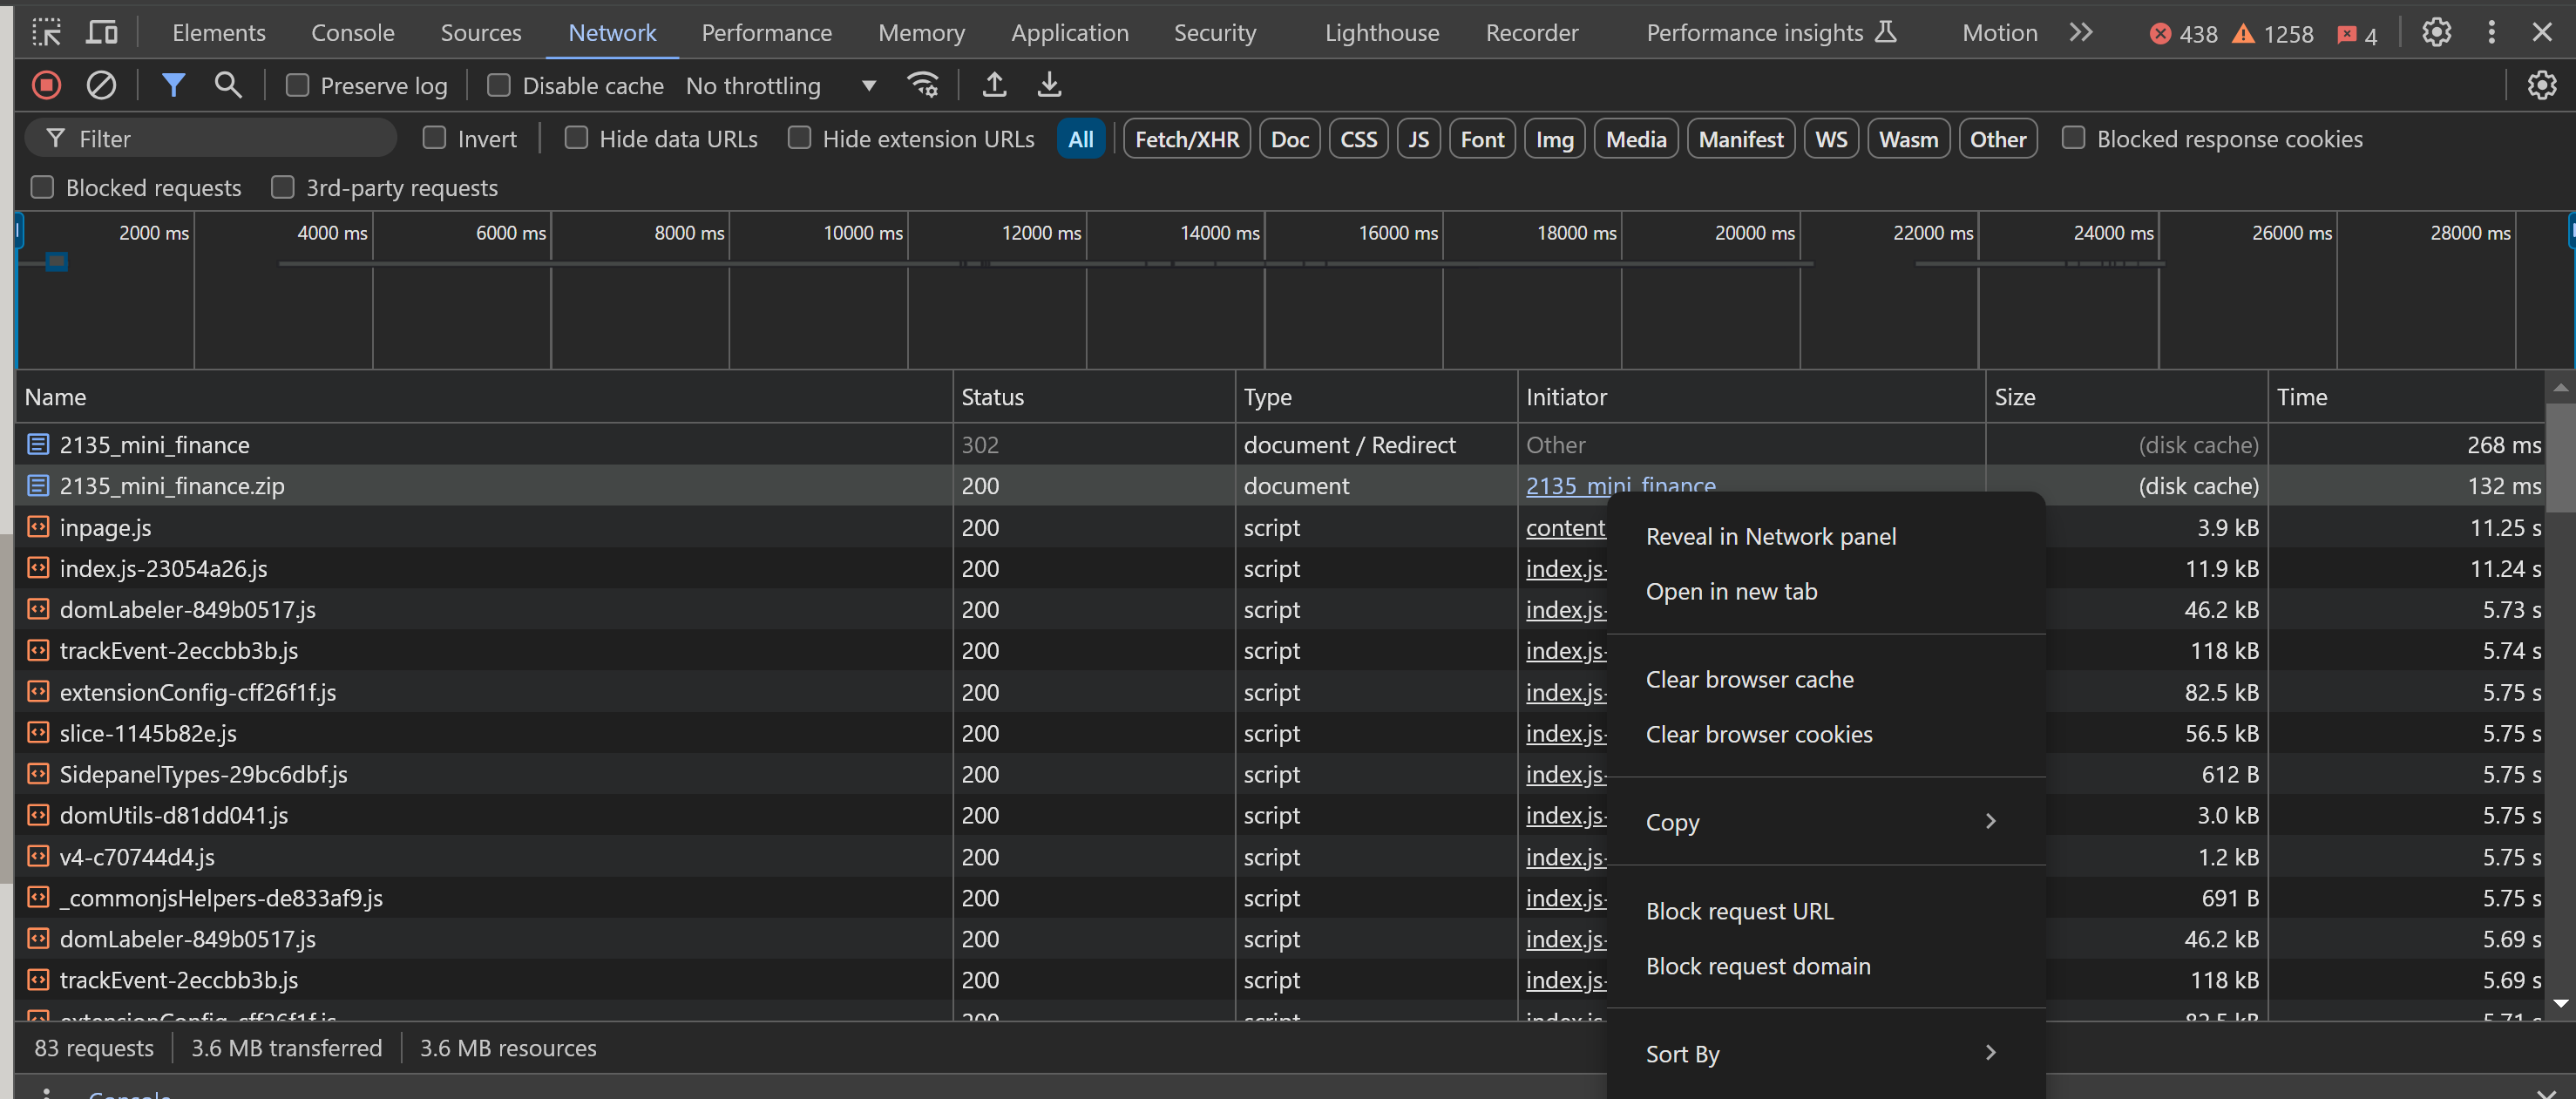 Elements Console Sources Network Performance Memory Application Security Lighthouse Recorder Performance insights Motion 438 1258 4
Preserve log Disable cache No throttling
Filter Invert Hide data URLs Hide extension URLs All Fetch/XHR Doc CSS JS Font Img Media Manifest WS Wasm Other Blocked response cookies
Blocked requests 3rd-party requests
2000 ms 4000 ms 6000 ms 8000 ms 10000 ms 12000 ms 14000 ms 16000 ms 18000 ms 20000 ms 22000 ms 24000 ms 26000 ms 28000 ms
Name Status Type Initiator Size Time
2135_mini_finance 302 document / Redirect Other (disk cache) 268 ms
2135_mini_finance.zip 200 document 2135_mini_finance (disk cache) 132 ms
inpage.js 200 script content 3.9 kB 11.25 s
index.js-23054a26.js 200 script index.js- 11.9 kB 11.24 s
domLabeler-849b0517.js 200 script index.js- 46.2 kB 5.73 s
trackEvent-2eccbb3b.js 200 script index.js- 118 kB 5.74 s
extensionConfig-cff26f1f.js 200 script index.js- 82.5 kB 5.75 s
slice-1145b82e.js 200 script index.js- 56.5 kB 5.75 s
SidepanelTypes-29bc6dbf.js 200 script index.js- 612 B 5.75 s
domUtils-d81dd041.js 200 script index.js- 3.0 kB 5.75 s
v4-c70744d4.js 200 script index.js- 1.2 kB 5.75 s
_commonjsHelpers-de833af9.js 200 script index.js- 691 B 5.75 s
domLabeler-849b0517.js 200 script index.js- 46.2 kB 5.69 s
trackEvent-2eccbb3b.js 200 script index.js- 118 kB 5.69 s
extensionConfig-cff26f1f.js 200 script index.js- 82.5 kB 5.71 s
Reveal in Network panel
Open in new tab
Clear browser cache
Clear browser cookies
Copy
Block request URL
Block request domain
Sort By
83 requests 3.6 MB transferred 3.6 MB resources
Console